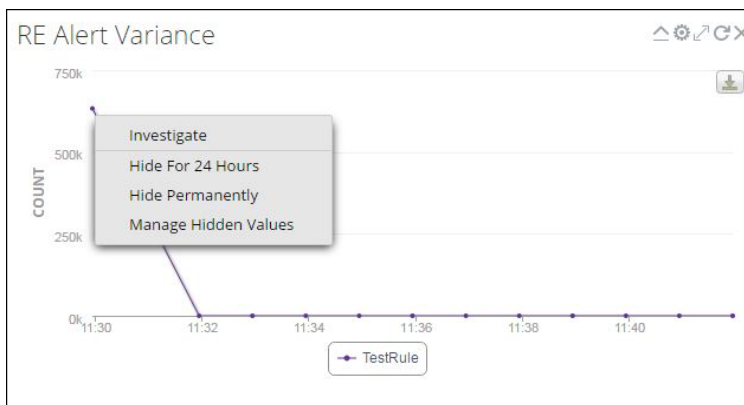 RE Alert Variance
750k
500k
250k
0k
COUNT
Investigate
Hide For 24 Hours
Hide Permanently
Manage Hidden Values
11:30
11:32
11:34
11:36
11:38
11:40
TestRule